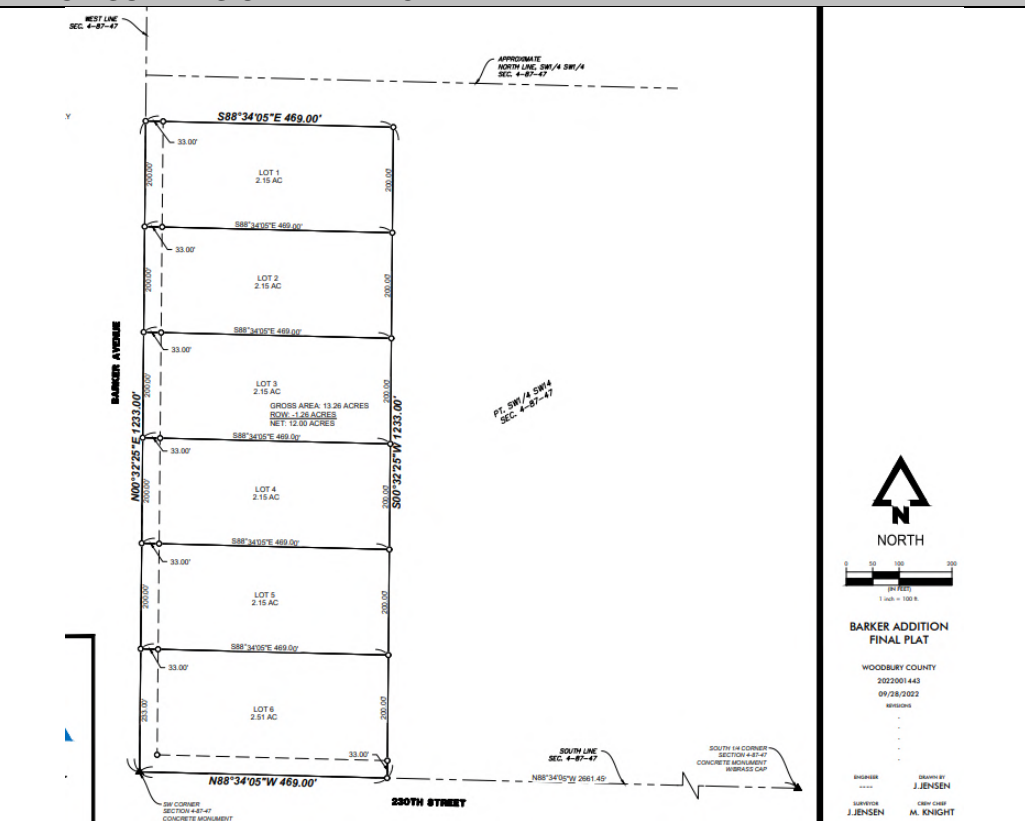 WEST LINE
SEC. 4-87-47
APPROXIMATE
NORTH LINE, SW1/4 SW1/4
SEC. 4-87-47
Y
S88°34'05"E 469.00'
33.00'
200.00'
LOT 1
2.15 AC
200.00'
S88°34'05"E 469.00'
33.00'
200.00'
LOT 2
2.15 AC
200.00'
S88°34'05"E 469.00'
33.00'
BARKER AVENUE
N00°32'25"E 1233.00'
200.00'
LOT 3
2.15 AC
GROSS AREA: 13.26 ACRES
ROW: -1.26 ACRES
NET: 12.00 ACRES
200.00'
S00°32'25"W 1233.00'
PT. SW1/4 SW1/4
SEC. 4-87-47
S88°34'05"E 469.00'
33.00'
200.00'
LOT 4
2.15 AC
200.00'
S88°34'05"E 469.00'
33.00'
200.00'
LOT 5
2.15 AC
200.00'
S88°34'05"E 469.00'
33.00'
233.00'
LOT 6
2.51 AC
200.00'
33.00'
N88°34'05"W 469.00'
SOUTH LINE
SEC. 4-87-47
N88°34'05"W 2661.45'
SOUTH 1/4 CORNER
SECTION 4-87-47
CONCRETE MONUMENT
W/BRASS CAP
230TH STREET
SW CORNER
SECTION 4-87-47
CONCRETE MONUMENT
N
NORTH
0 50 100 200
(IN FEET)
1 inch = 100 ft.
BARKER ADDITION
FINAL PLAT
WOODBURY COUNTY
2022001443
09/28/2022
REVISIONS
-
-
-
-
-
ENGINEER
----
DRAWN BY
J.JENSEN
SURVEYOR
J.JENSEN
CREW CHIEF
M. KNIGHT